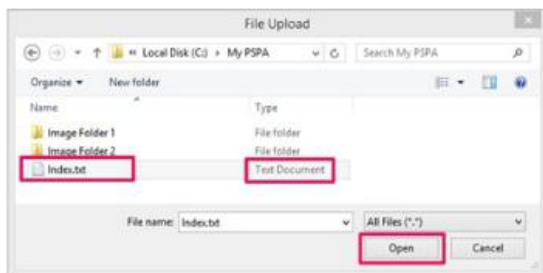 File Upload
« Local Disk (C:) ▸ My PSPA
Search My PSPA
Organize
New folder
Name
Type
Image Folder 1
File folder
Image Folder 2
File folder
Index.txt
Text Document
File name:
Index.txt
All Files (*.*)
Open
Cancel